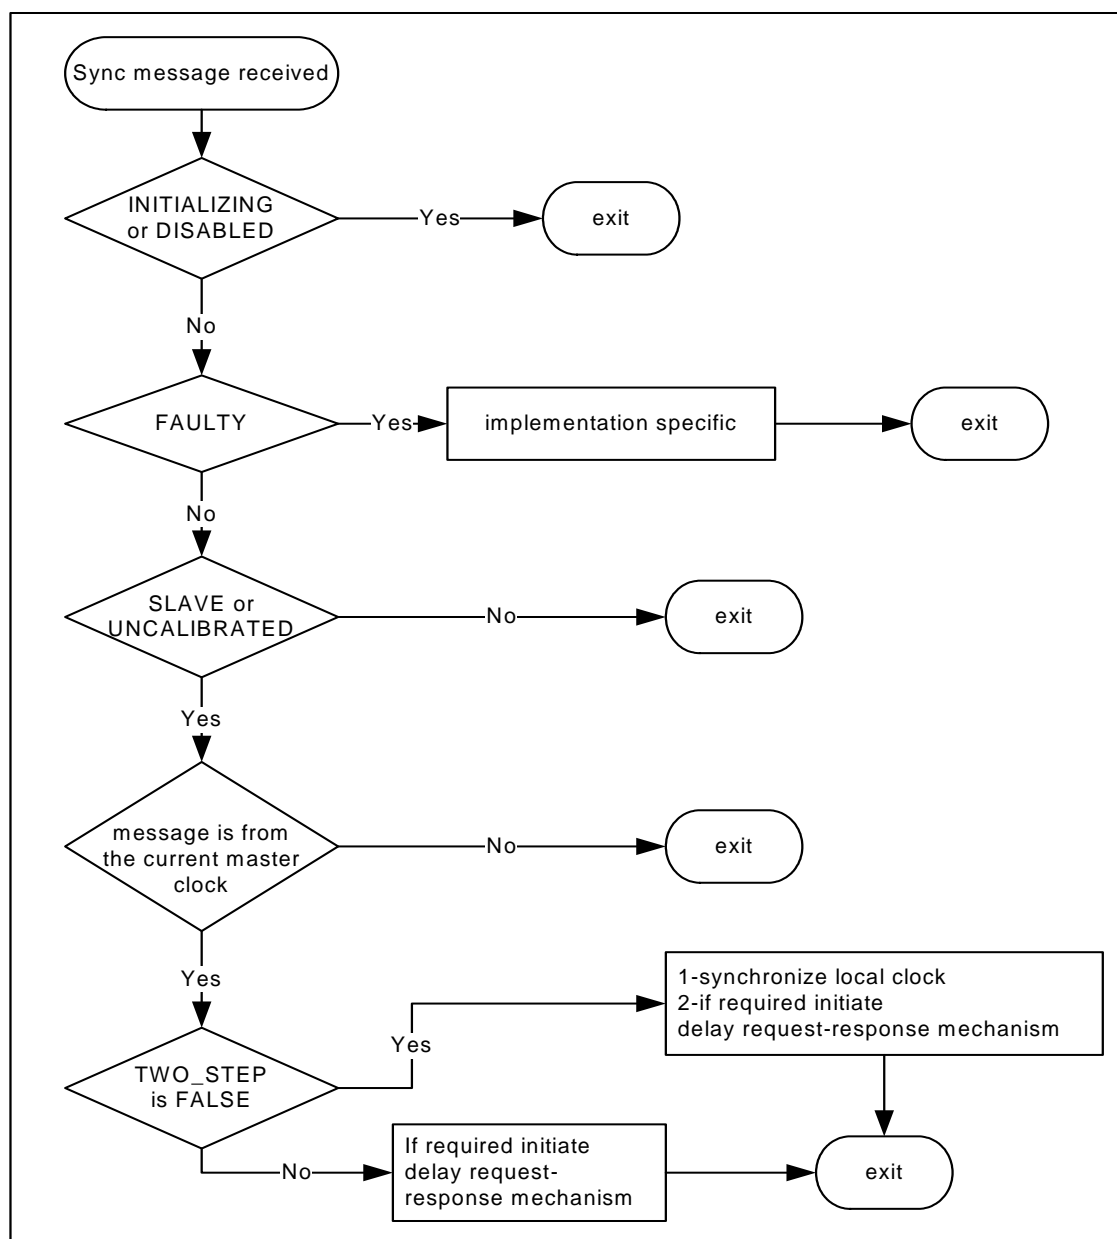 Sync message received
INITIALIZING
or DISABLED
Yes
exit
No
FAULTY
Yes
implementation specific
exit
No
SLAVE or
UNCALIBRATED
No
exit
Yes
message is from
the current master
clock
No
exit
Yes
1-synchronize local clock
2-if required initiate
delay request-response mechanism
Yes
TWO_STEP
is FALSE
No
If required initiate
delay request-
response mechanism
exit